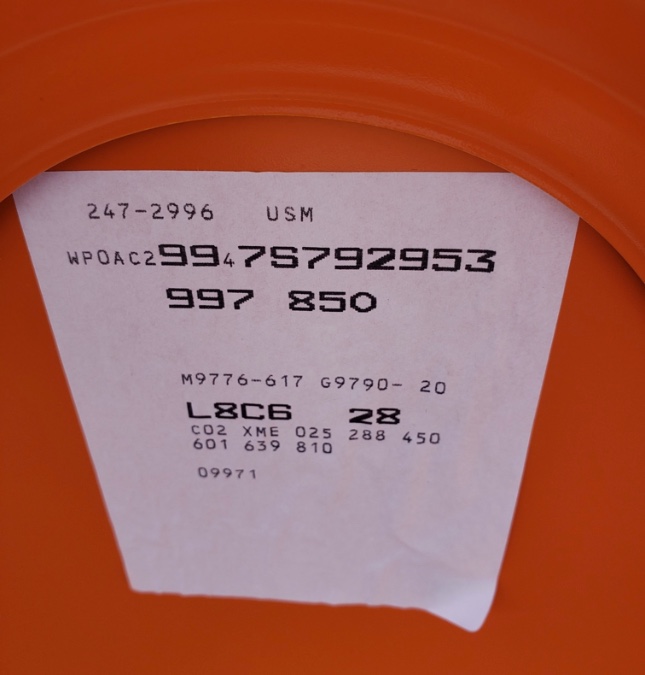 247-2996 USM
WP0AC29947S792953
997 850
M9776-617 G9790- 20
L8C6 28
C02 XME 025 288 450
601 639 810
09971